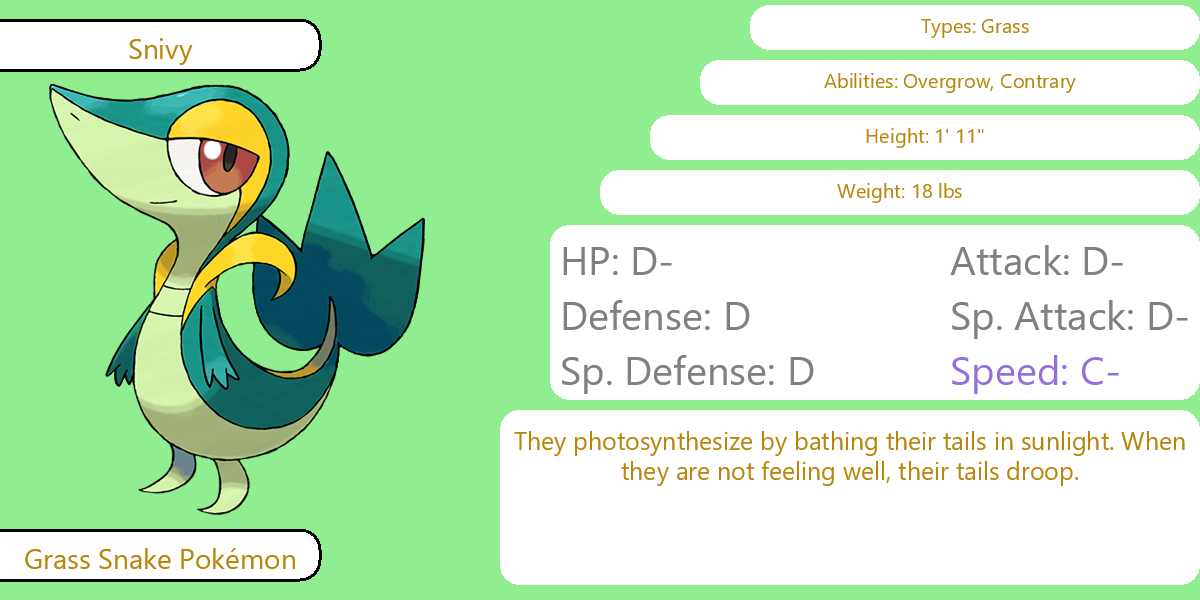 Snivy
Grass Snake Pokémon
Types: Grass
Abilities: Overgrow, Contrary
Height: 1' 11"
Weight: 18 lbs
HP: D-
Attack: D-
Defense: D
Sp. Attack: D-
Sp. Defense: D
Speed: C-
They photosynthesize by bathing their tails in sunlight. When
they are not feeling well, their tails droop.